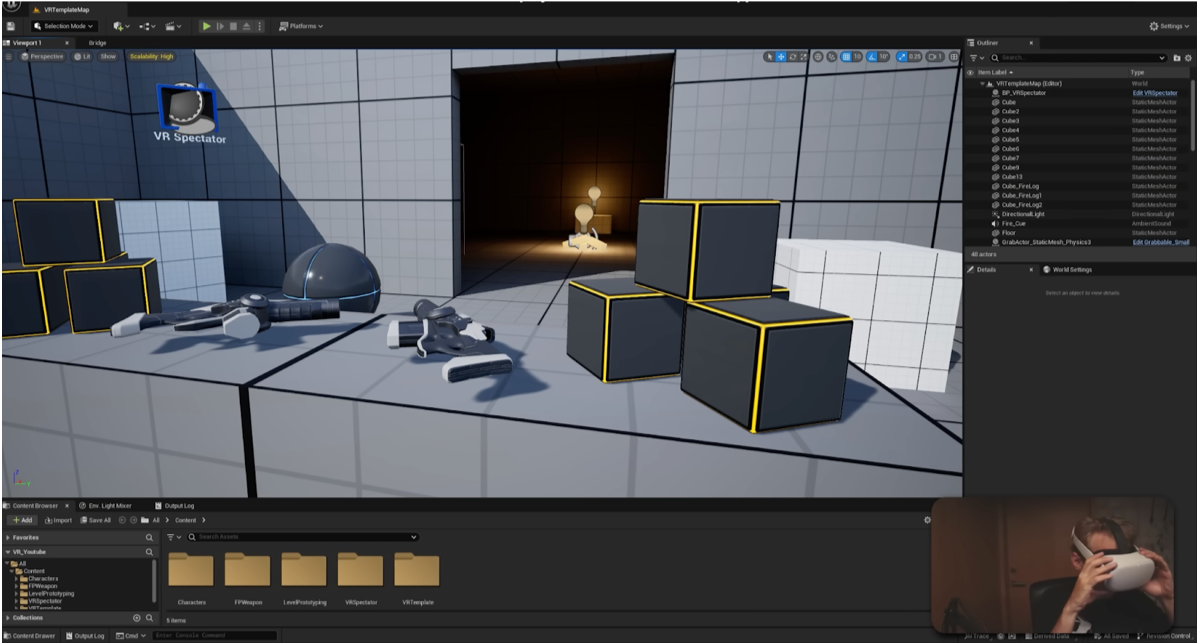 VRTemplateMap
Selection Mode
Platforms
Settings
Viewport 1
Bridge
Perspective
Lit
Show
Scalability: High
10
10°
0.25
1
VR Spectator
Outliner
Search...
Item Label
Type
VRTemplateMap (Editor)
World
BP_VRSpectator
Edit VRSpectator
Cube
StaticMeshActor
Cube2
StaticMeshActor
Cube3
StaticMeshActor
Cube4
StaticMeshActor
Cube5
StaticMeshActor
Cube6
StaticMeshActor
Cube7
StaticMeshActor
Cube9
StaticMeshActor
Cube13
StaticMeshActor
Cube_FireLog
StaticMeshActor
Cube_FireLog1
StaticMeshActor
Cube_FireLog2
StaticMeshActor
DirectionalLight
DirectionalLight
Fire_Cue
AmbientSound
Floor
StaticMeshActor
GrabActor_StaticMesh_Physics3
Edit Grabbable_Small
48 actors
Details
World Settings
Select an object to view details.
Content Browser
Env. Light Mixer
Output Log
Add
Import
Save All
All
Content
Favorites
VR_Youtube
All
Content
Characters
FPWeapon
LevelPrototyping
VRSpectator
VRTemplate
Collections
Search Assets
Characters
FPWeapon
LevelPrototyping
VRSpectator
VRTemplate
5 items
Content Drawer
Output Log
Cmd
Enter Console Command
Trace
Derived Data
All Saved
Revision Control